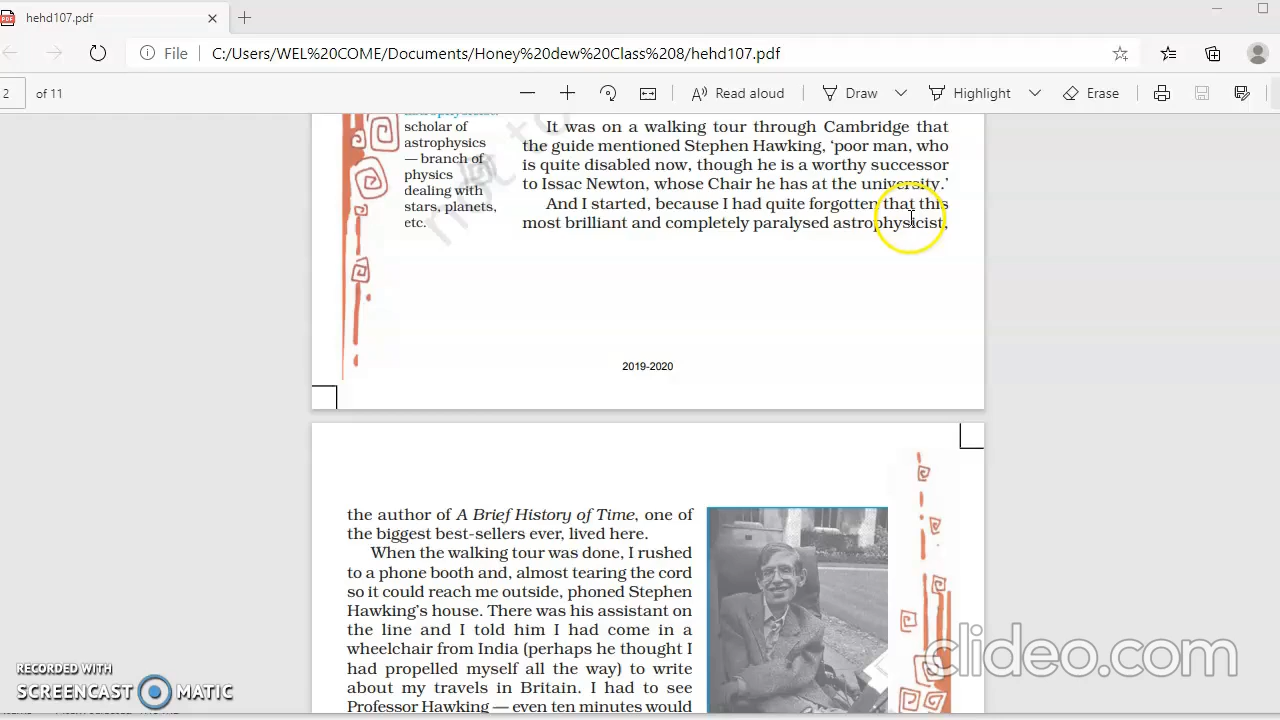 hehd107.pdf
File
C:/Users/WEL%20COME/Documents/Honey%20dew%20Class%208/hehd107.pdf
2 of 11
Read aloud
Draw
Highlight
Erase
scholar of
astrophysics
— branch of
physics
dealing with
stars, planets,
etc.
It was on a walking tour through Cambridge that
the guide mentioned Stephen Hawking, ‘poor man, who
is quite disabled now, though he is a worthy successor
to Issac Newton, whose Chair he has at the university.’
And I started, because I had quite forgotten that this
most brilliant and completely paralysed astrophysicist,
2019-2020
the author of A Brief History of Time, one of
the biggest best-sellers ever, lived here.
When the walking tour was done, I rushed
to a phone booth and, almost tearing the cord
so it could reach me outside, phoned Stephen
Hawking’s house. There was his assistant on
the line and I told him I had come in a
wheelchair from India (perhaps he thought I
had propelled myself all the way) to write
about my travels in Britain. I had to see
Professor Hawking — even ten minutes would
RECORDED WITH
SCREENCAST MATIC
clideo.com